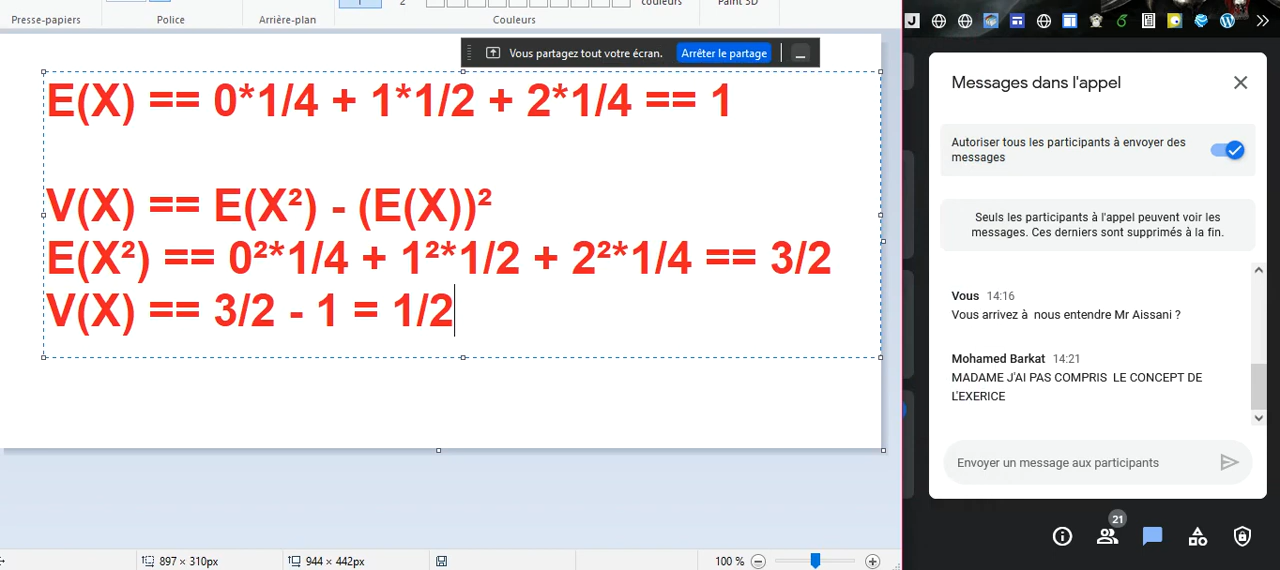 Presse-papiers
Police
Arrière-plan
1
2
Couleurs
couleurs
Paint 3D
Vous partagez tout votre écran.
Arrêter le partage
E(X) == 0*1/4 + 1*1/2 + 2*1/4 == 1
V(X) == E(X²) - (E(X))²
E(X²) == 0²*1/4 + 1²*1/2 + 2²*1/4 == 3/2
V(X) == 3/2 - 1 = 1/2
897 × 310px
944 × 442px
100 %
J
Messages dans l'appel
Autoriser tous les participants à envoyer des
messages
Seuls les participants à l'appel peuvent voir les
messages. Ces derniers sont supprimés à la fin.
Vous 14:16
Vous arrivez à nous entendre Mr Aissani ?
Mohamed Barkat 14:21
MADAME J'AI PAS COMPRIS LE CONCEPT DE
L'EXERICE
Envoyer un message aux participants
21